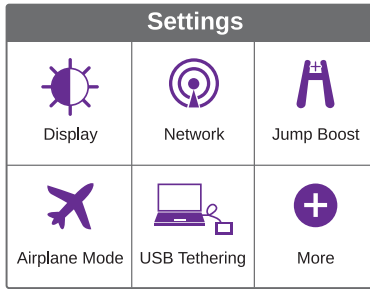 Settings
Display
Network
Jump Boost
Airplane Mode
USB Tethering
More